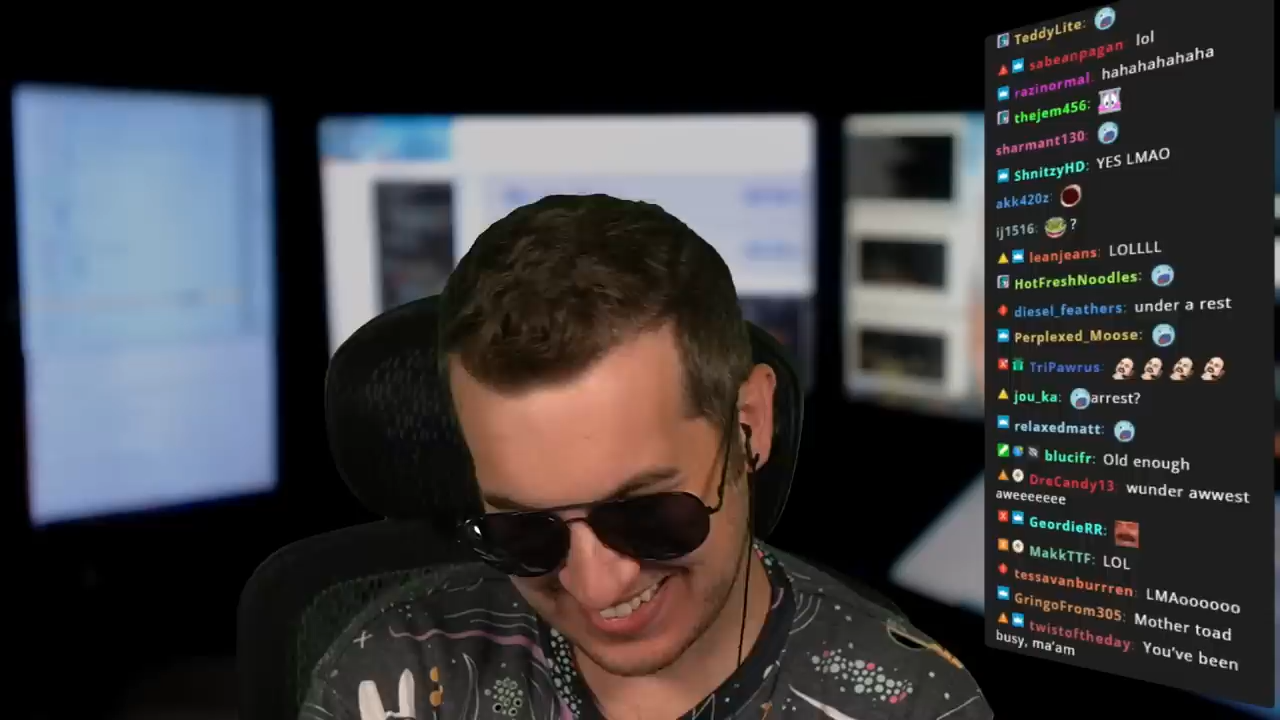 TeddyLite:
sabeanpagan lol
razinormal: hahahahahaha
thejem456:
sharmant130:
ShnitzyHD: YES LMAO
akk420z:
ij1516: ?
leanjeans: LOLLLL
HotFreshNoodles:
diesel_feathers: under a rest
Perplexed_Moose:
TriPawrus:
jou_ka: arrest?
relaxedmatt:
blucifr: Old enough
DreCandy13: wunder awwest
aweeeeeee
GeordieRR:
MakkTTF: LOL
tessavanburrren: LMAoooooo
GringoFrom305: Mother toad
twistoftheday: You've been
busy, ma'am